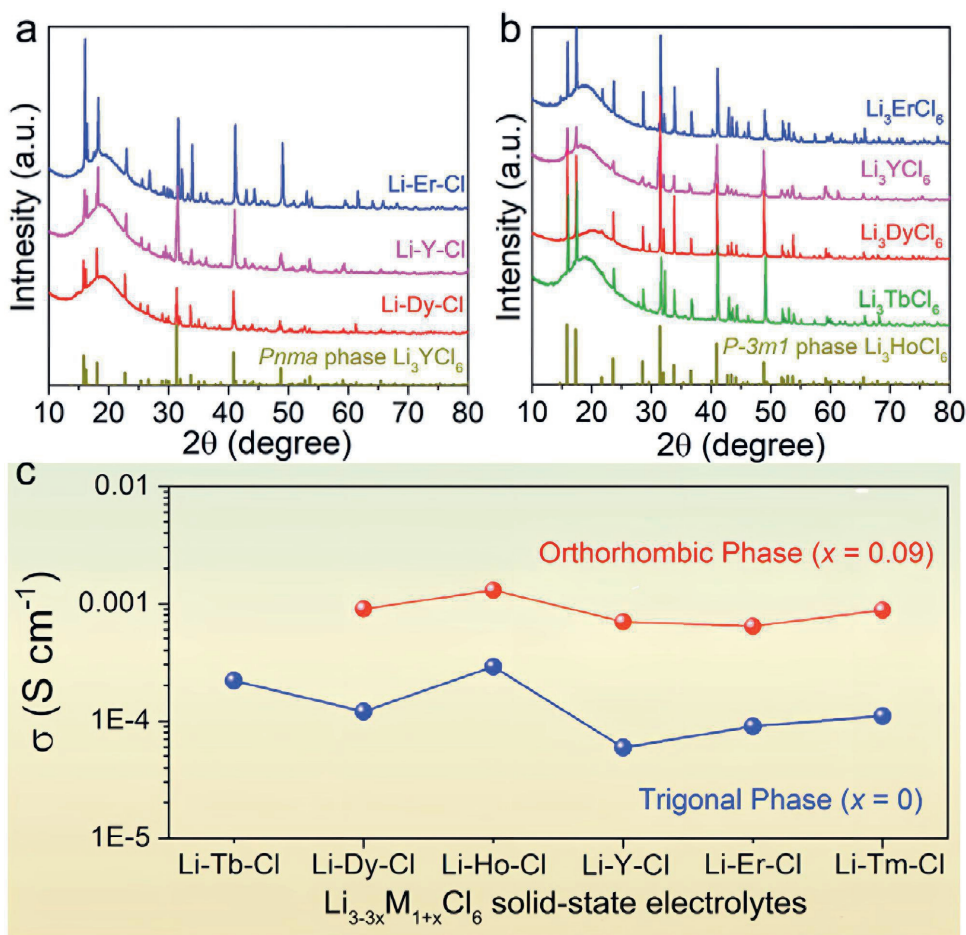 a
Intnesity (a.u.)
Li-Er-Cl
Li-Y-Cl
Li-Dy-Cl
Pnma phase Li₃YCl₆
10 20 30 40 50 60 70 80
2θ (degree)
b
Intensity (a.u.)
Li₃ErCl₆
Li₃YCl₆
Li₃DyCl₆
Li₃TbCl₆
P-3m1 phase Li₃HoCl₆
10 20 30 40 50 60 70 80
2θ (degree)
c
σ (S cm⁻¹)
0.01
0.001
1E-4
1E-5
Orthorhombic Phase (x = 0.09)
Trigonal Phase (x = 0)
Li-Tb-Cl Li-Dy-Cl Li-Ho-Cl Li-Y-Cl Li-Er-Cl Li-Tm-Cl
Li₃₋₃ₓM₁₊ₓCl₆ solid-state electrolytes